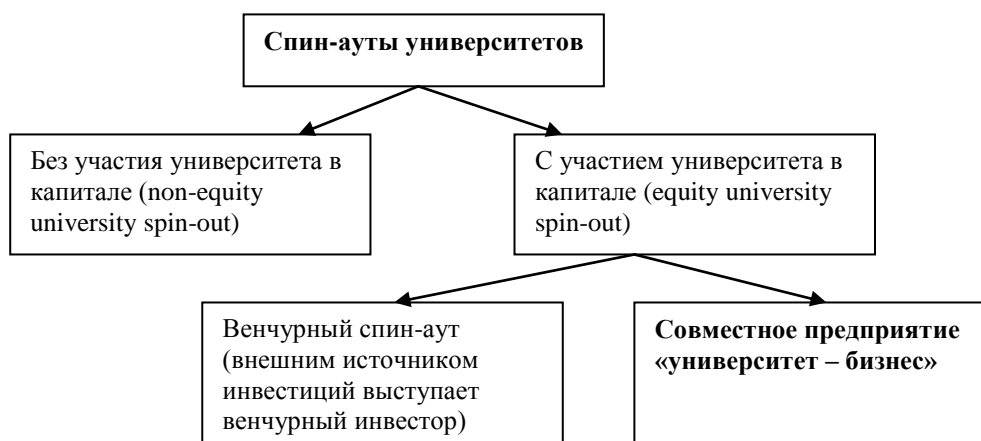 Спин-ауты университетов
Без участия университета в
капитале (non-equity
university spin-out)
С участием университета в
капитале (equity university
spin-out)
Венчурный спин-аут
(внешним источником
инвестиций выступает
венчурный инвестор)
Совместное предприятие
«университет – бизнес»